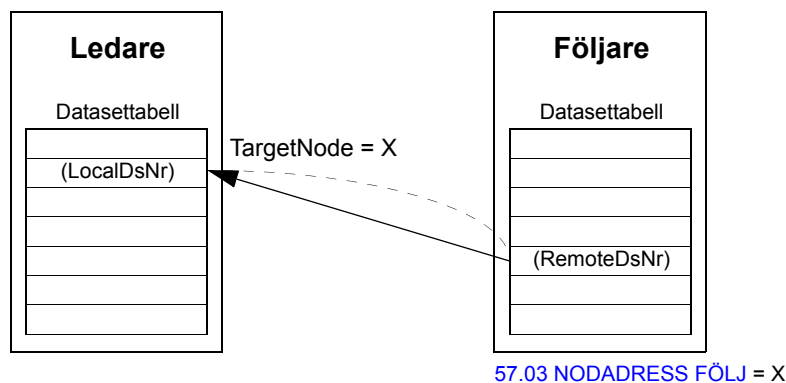 Ledare
Följare
Datasettabell
Datasettabell
TargetNode = X
(LocalDsNr)
(RemoteDsNr)
57.03 NODADRESS FÖLJ = X